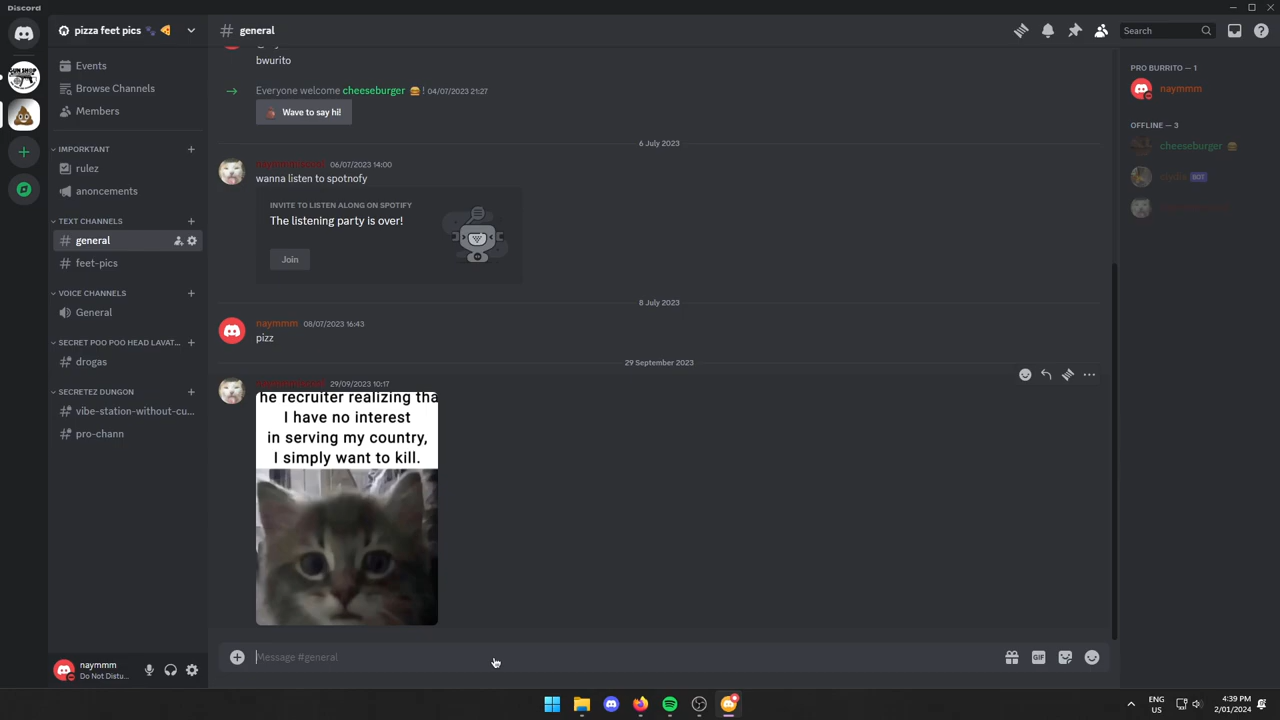 Discord
pizza feet pics
general
Search
Events
Browse Channels
Members
IMPORKTANT
rulez
anoncements
TEXT CHANNELS
general
feet-pics
VOICE CHANNELS
General
SECRET POO POO HEAD LAVAT...
drogas
SECRETEZ DUNGON
vibe-station-without-cu...
pro-chann
naymmm
Do Not Distu...
bwurito
Everyone welcome cheeseburger ! 04/07/2023 21:27
Wave to say hi!
6 July 2023
06/07/2023 14:00
wanna listen to spotnofy
INVITE TO LISTEN ALONG ON SPOTIFY
The listening party is over!
Join
8 July 2023
naymmm 08/07/2023 16:43
pizz
29 September 2023
29/09/2023 10:17
he recruiter realizing tha
I have no interest
in serving my country,
I simply want to kill.
Message #general
GIF
PRO BURRITO — 1
naymmm
OFFLINE — 3
cheeseburger
BOT
ENG
US
4:39 PM
2/01/2024